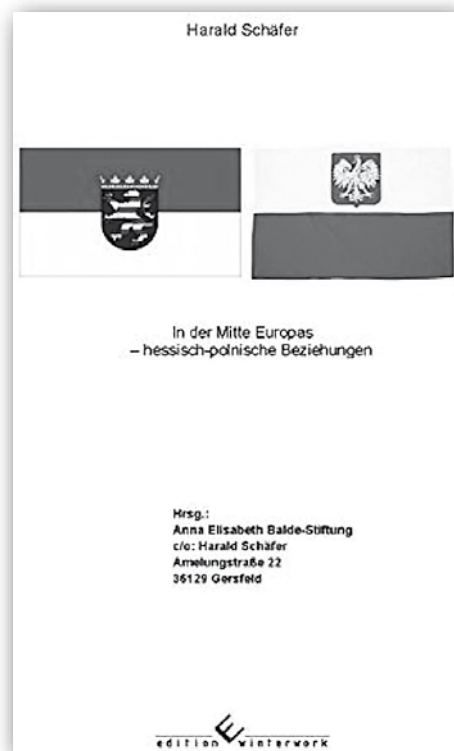 Harald Schäfer
In der Mitte Europas
– hessisch-polnische Beziehungen
Hrsg.:
Anna Elisabeth Balde-Stiftung
c/o: Harald Schäfer
Amelungstraße 22
36129 Gersfeld
edition winterwork